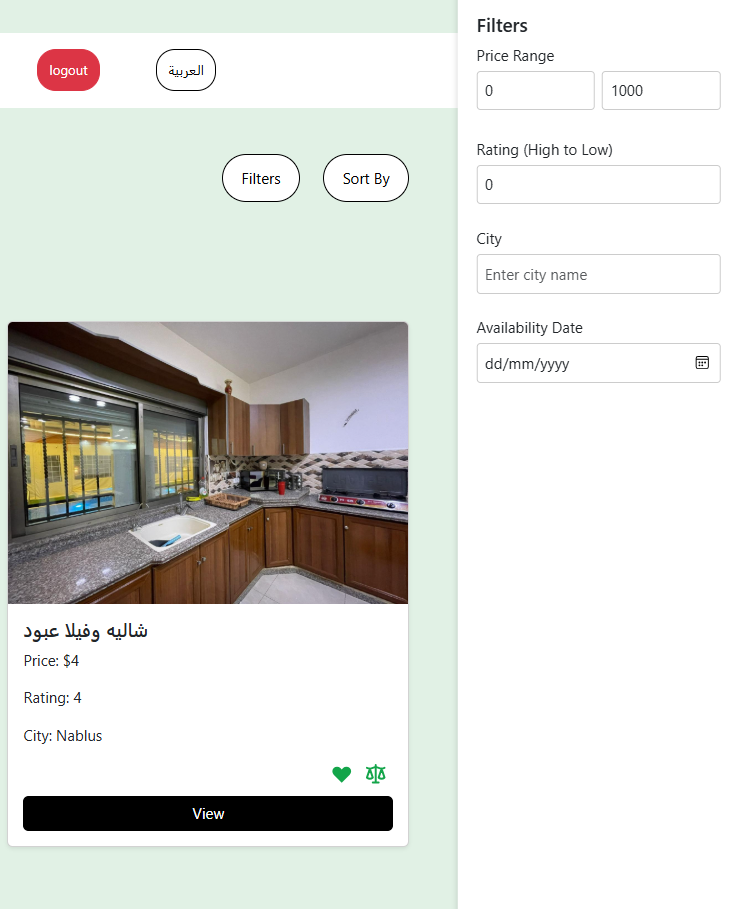 logout
العربية
Filters
Sort By
شاليه وفيلا عبود
Price: $4
Rating: 4
City: Nablus
View
Filters
Price Range
0
1000
Rating (High to Low)
0
City
Enter city name
Availability Date
dd/mm/yyyy